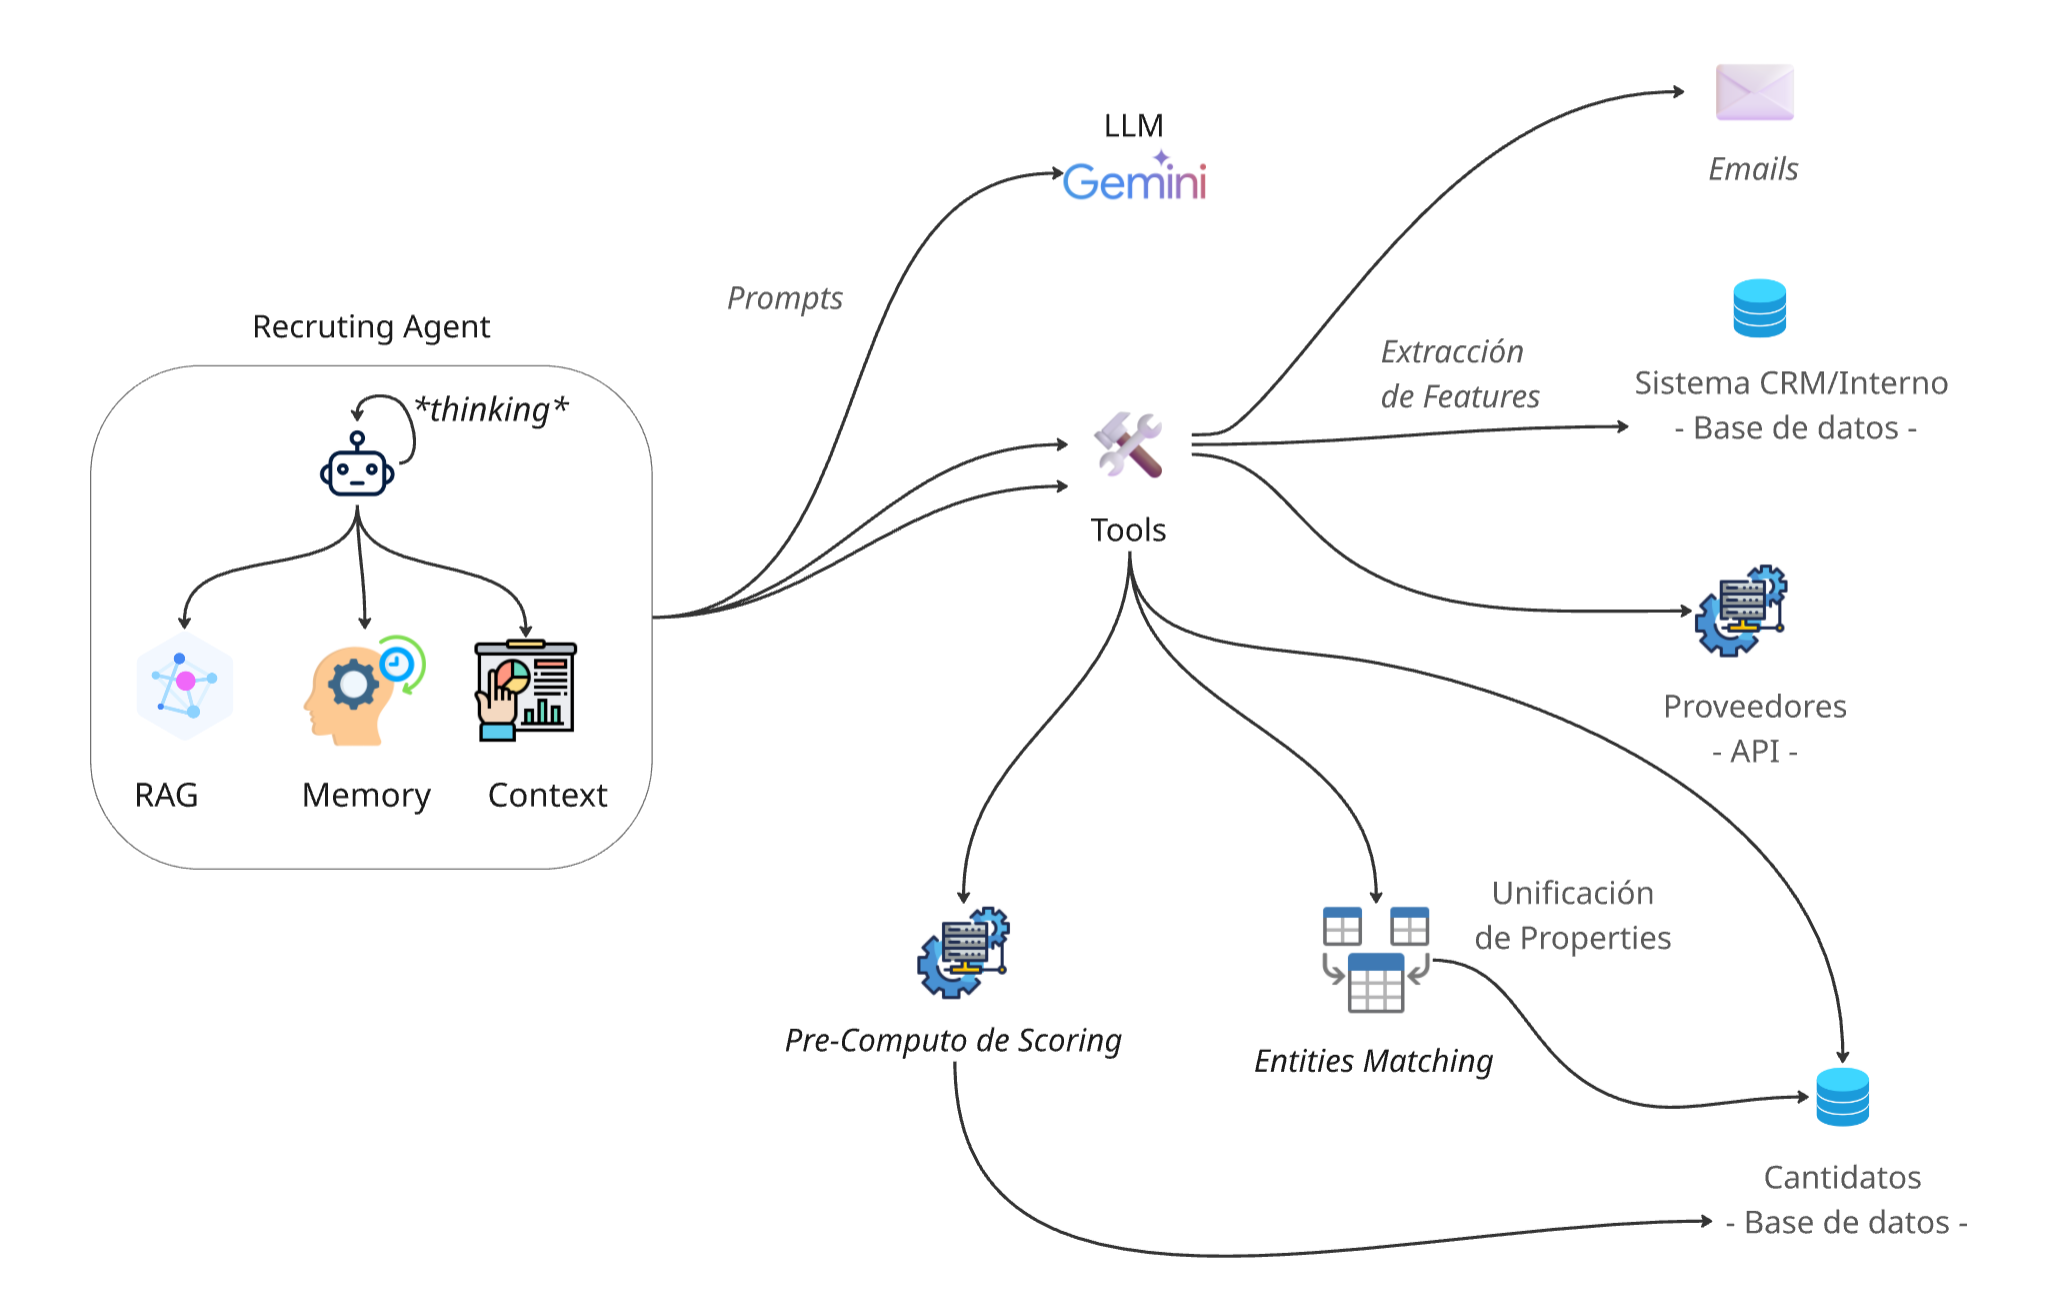 LLM
Gemini
Emails
Prompts
Recruting Agent
*thinking*
Extracción
de Features
Sistema CRM/Interno
- Base de datos -
Tools
RAG
Memory
Context
Proveedores
- API -
Unificación
de Properties
Pre-Computo de Scoring
Entities Matching
Cantidatos
- Base de datos -